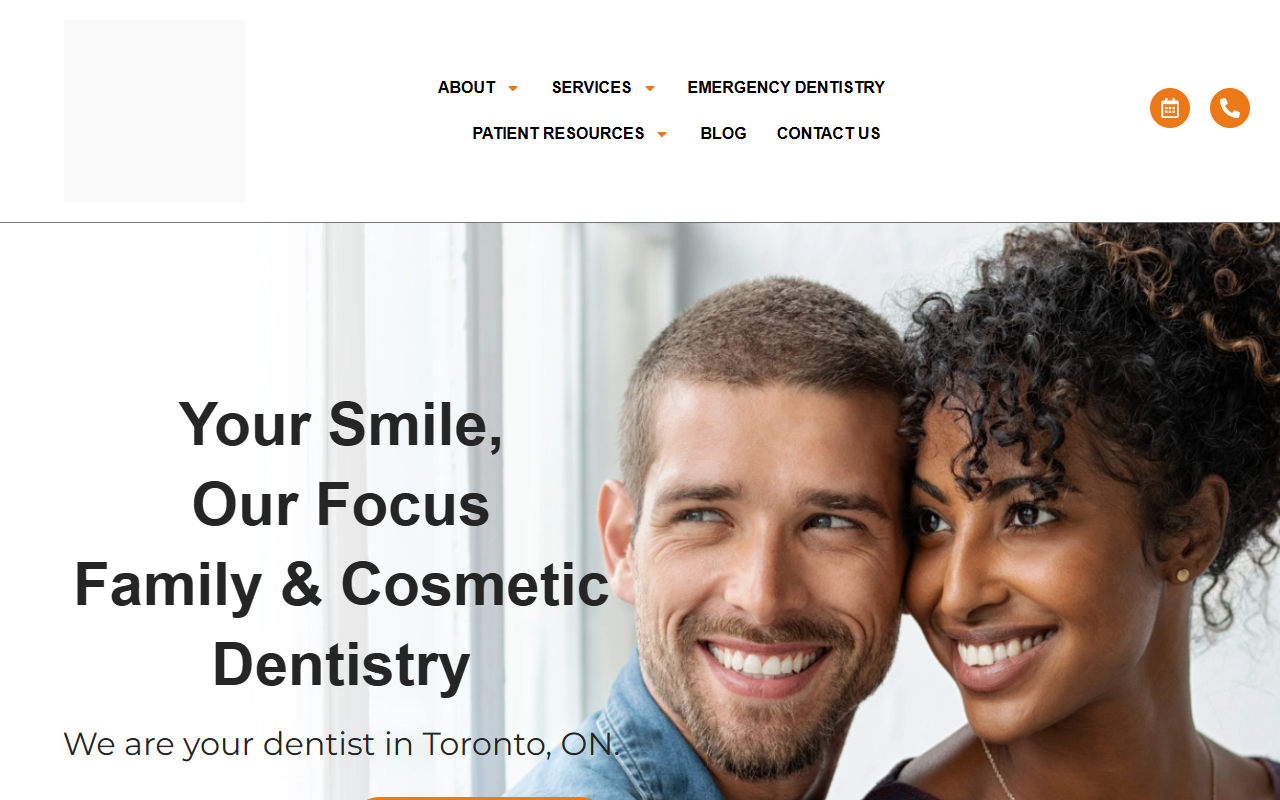 ABOUT SERVICES EMERGENCY DENTISTRY
PATIENT RESOURCES BLOG CONTACT US
Your Smile,
Our Focus
Family & Cosmetic
Dentistry
We are your dentist in Toronto, ON.